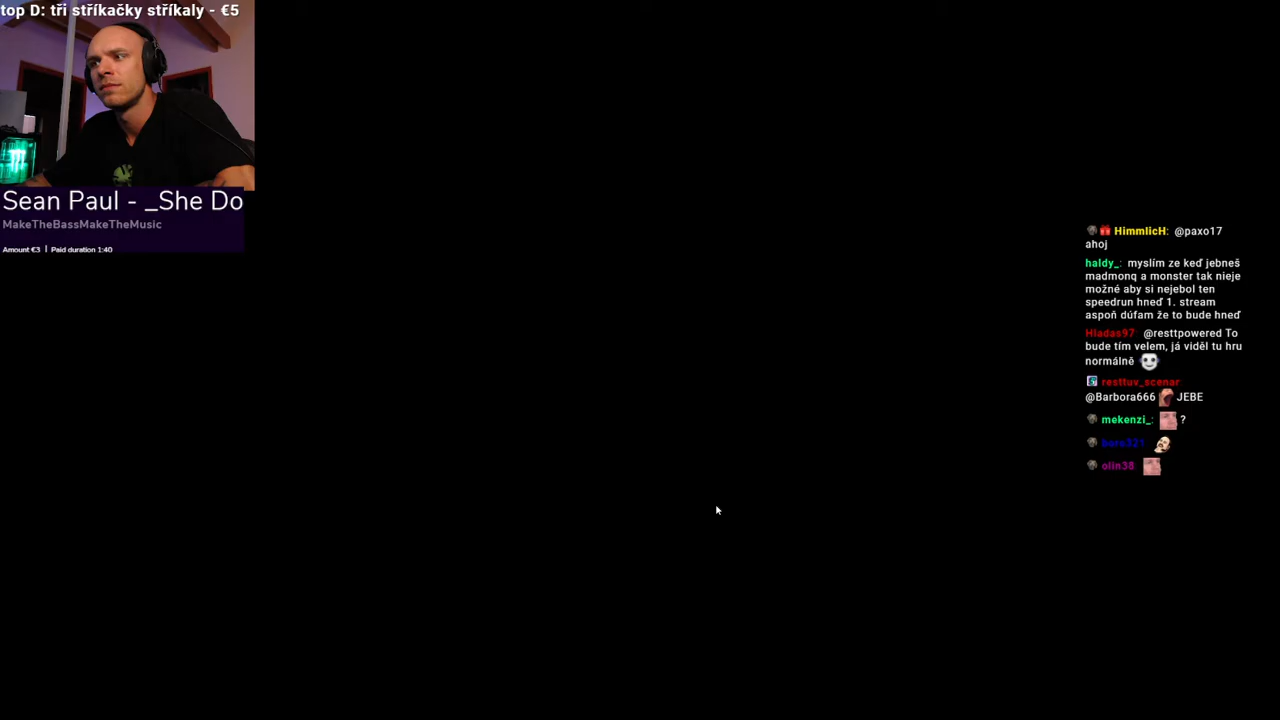 top D: tři stříkačky stříkaly - €5
Sean Paul - _She Do
MakeTheBassMakeTheMusic
Amount €3 | Paid duration 1:40
HimmlicH: @paxo17
ahoj
haldy_: myslím ze keď jebneš
madmonq a monster tak nieje
možné aby si nejebol ten
speedrun hneď 1. stream
aspoň dúfam že to bude hneď
Hladas97 @resttpowered To
bude tím velem, já viděl tu hru
normálně
resttuv_scenar
@Barbora666 JEBE
mekenzi_: ?
boro321
olin38